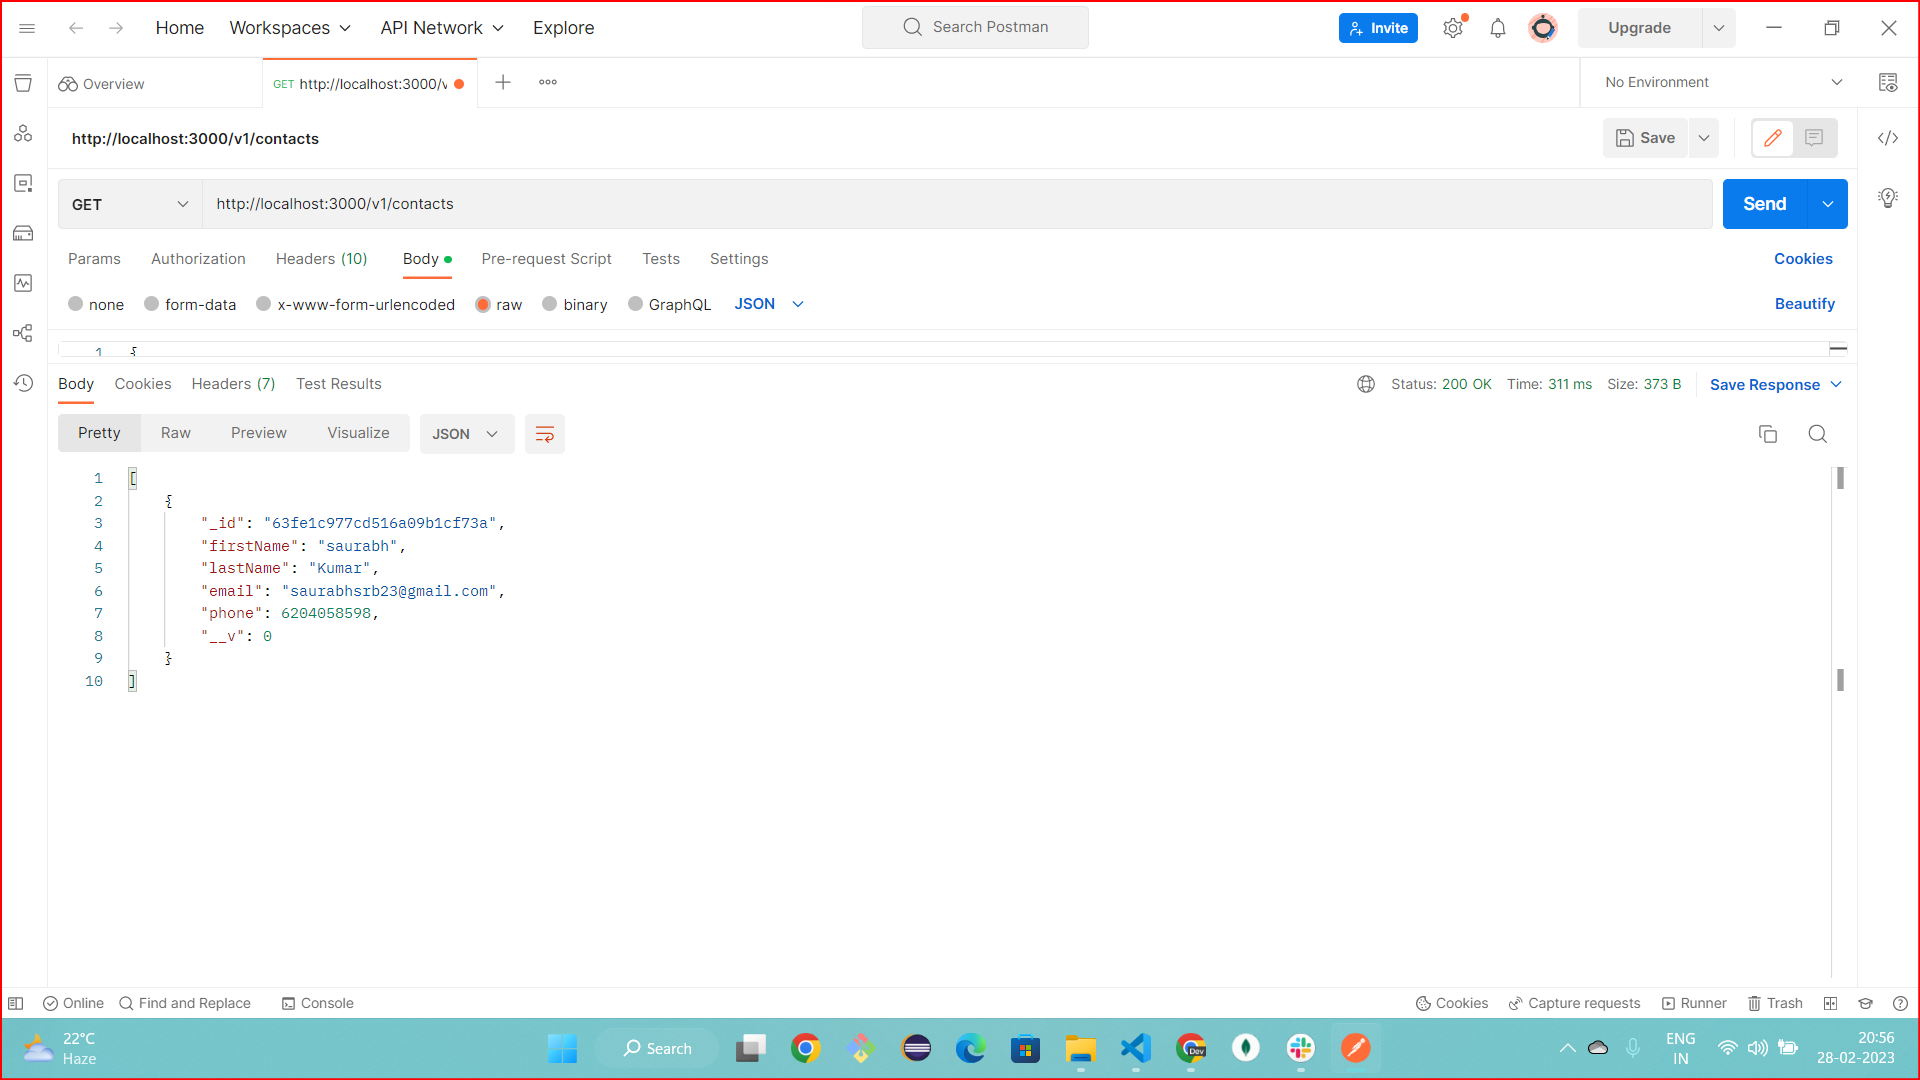 Home Workspaces API Network Explore Search Postman Invite Upgrade
Overview GET http://localhost:3000/v No Environment
http://localhost:3000/v1/contacts Save
GET http://localhost:3000/v1/contacts Send
Params Authorization Headers (10) Body Pre-request Script Tests Settings Cookies
none form-data x-www-form-urlencoded raw binary GraphQL JSON Beautify
1 {
Body Cookies Headers (7) Test Results Status: 200 OK Time: 311 ms Size: 373 B Save Response
Pretty Raw Preview Visualize JSON
1 [
2 {
3 "_id": "63fe1c977cd516a09b1cf73a",
4 "firstName": "saurabh",
5 "lastName": "Kumar",
6 "email": "saurabhsrb23@gmail.com",
7 "phone": 6204058598,
8 "__v": 0
9 }
10 ]
Online Find and Replace Console Cookies Capture requests Runner Trash
22°C
Haze
Search
Dev
ENG
IN
20:56
28-02-2023